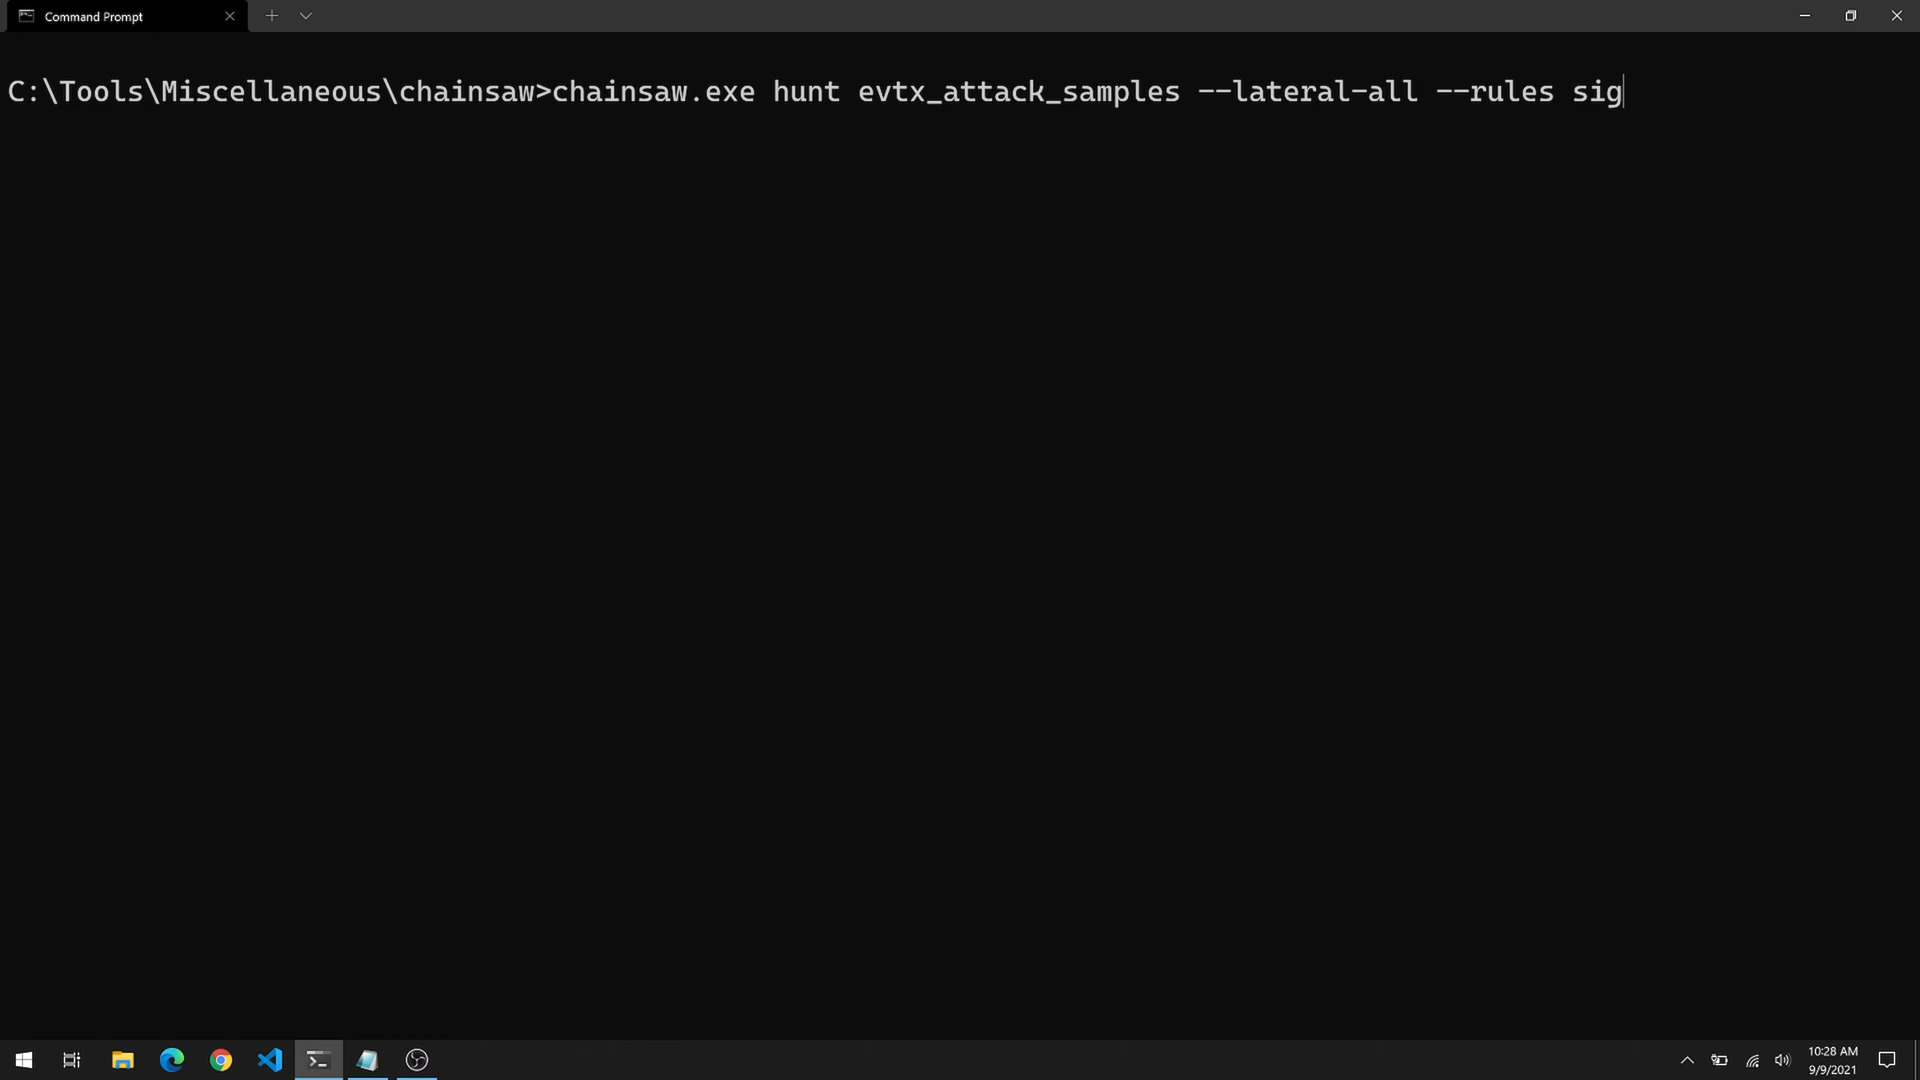 Command Prompt
C:\Tools\Miscellaneous\chainsaw>chainsaw.exe hunt evtx_attack_samples --lateral-all --rules sig
10:28 AM
9/9/2021